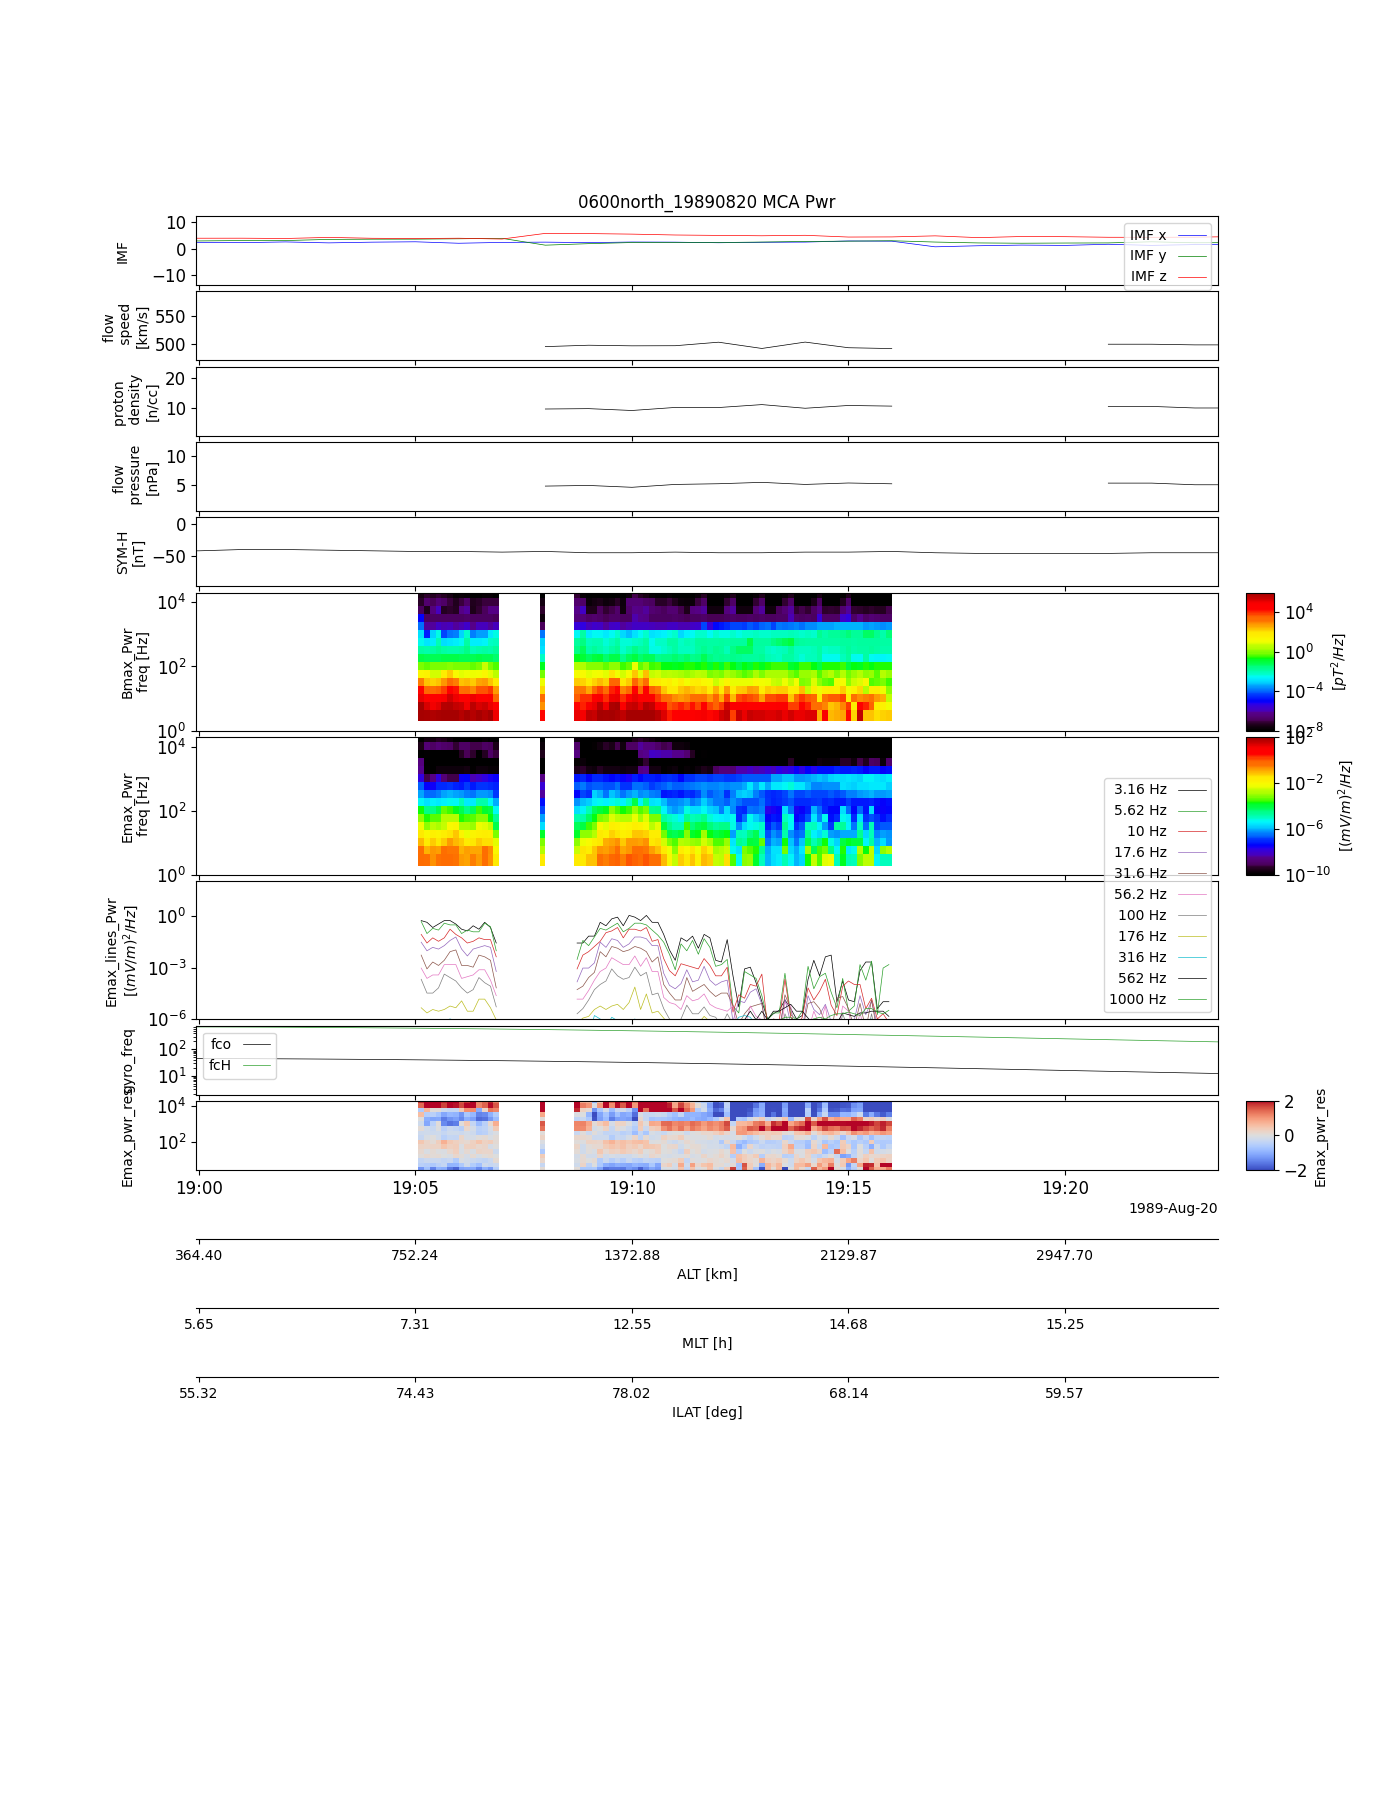 0600north_19890820 MCA Pwr
10
0
−10
IMF
IMF x
IMF y
IMF z
550
500
flow
speed
[km/s]
20
10
proton
density
[n/cc]
10
5
flow
pressure
[nPa]
0
−50
SYM-H
[nT]
10^4
10^2
10^0
Bmax_Pwr
freq [Hz]
10^4
10^0
10^−4
10^−8
[pT^2/Hz]
10^4
10^2
10^0
Emax_Pwr
freq [Hz]
10^2
10^−2
10^−6
10^−10
[(mV/m)^2/Hz]
3.16 Hz
5.62 Hz
10 Hz
17.6 Hz
31.6 Hz
56.2 Hz
100 Hz
176 Hz
316 Hz
562 Hz
1000 Hz
10^0
10^−3
10^−6
Emax_lines_Pwr
[(mV/m)^2/Hz]
10^2
10^1
gyro_freq
fco
fcH
10^4
10^2
Emax_pwr_res
2
0
−2
Emax_pwr_res
19:00 19:05 19:10 19:15 19:20
1989-Aug-20
364.40 752.24 1372.88 2129.87 2947.70
ALT [km]
5.65 7.31 12.55 14.68 15.25
MLT [h]
55.32 74.43 78.02 68.14 59.57
ILAT [deg]